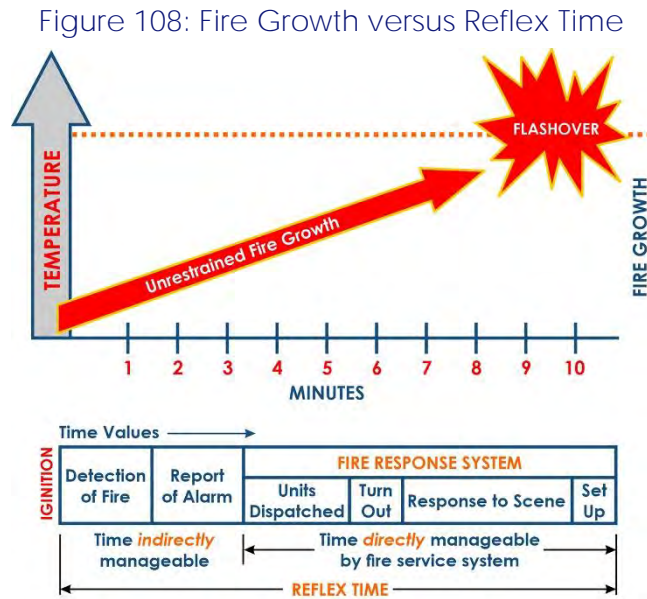 Figure 108: Fire Growth versus Reflex Time
FLASHOVER
TEMPERATURE
Unrestrained Fire Growth
FIRE GROWTH
1 2 3 4 5 6 7 8 9 10
MINUTES
Time Values
IGINITION
FIRE RESPONSE SYSTEM
Detection
of Fire
Report
of Alarm
Units
Dispatched
Turn
Out
Response to Scene
Set
Up
Time indirectly
manageable
Time directly manageable
by fire service system
REFLEX TIME